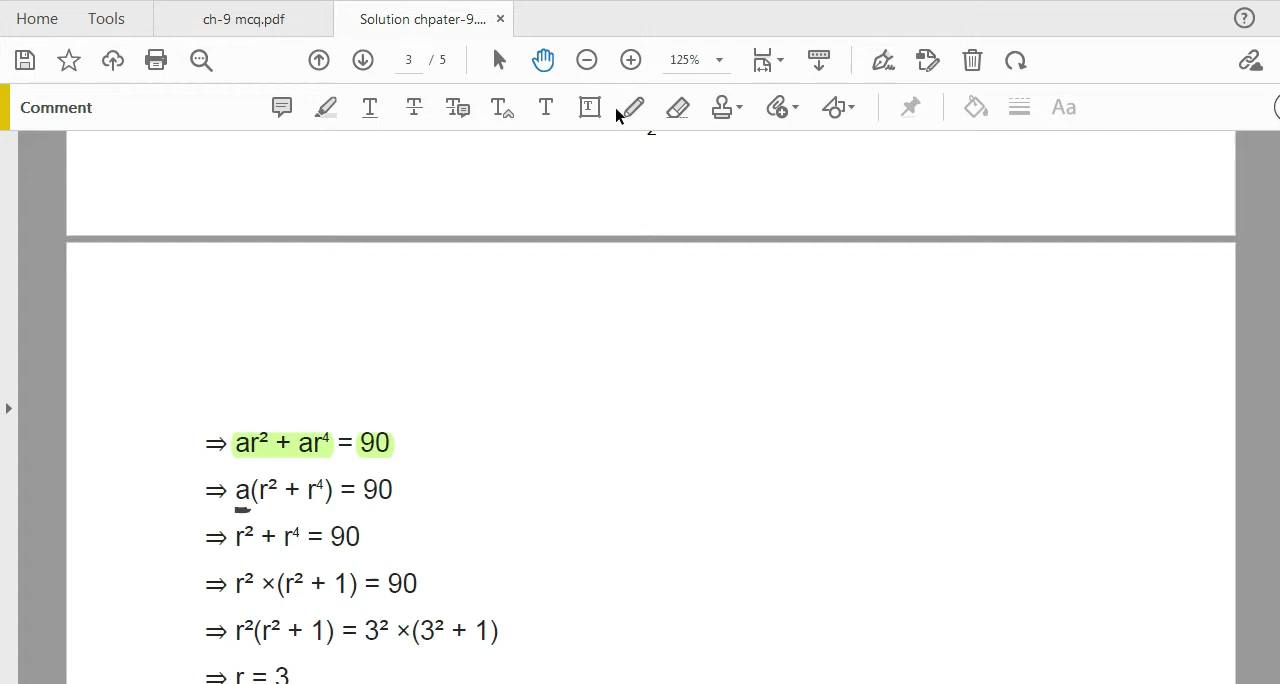 Home Tools ch-9 mcq.pdf Solution chpater-9.... ×
3 / 5 125%
Comment T T T T T T Aa
2
⇒ ar² + ar⁴ = 90
⇒ a(r² + r⁴) = 90
⇒ r² + r⁴ = 90
⇒ r² ×(r² + 1) = 90
⇒ r²(r² + 1) = 3² ×(3² + 1)
⇒ r = 3